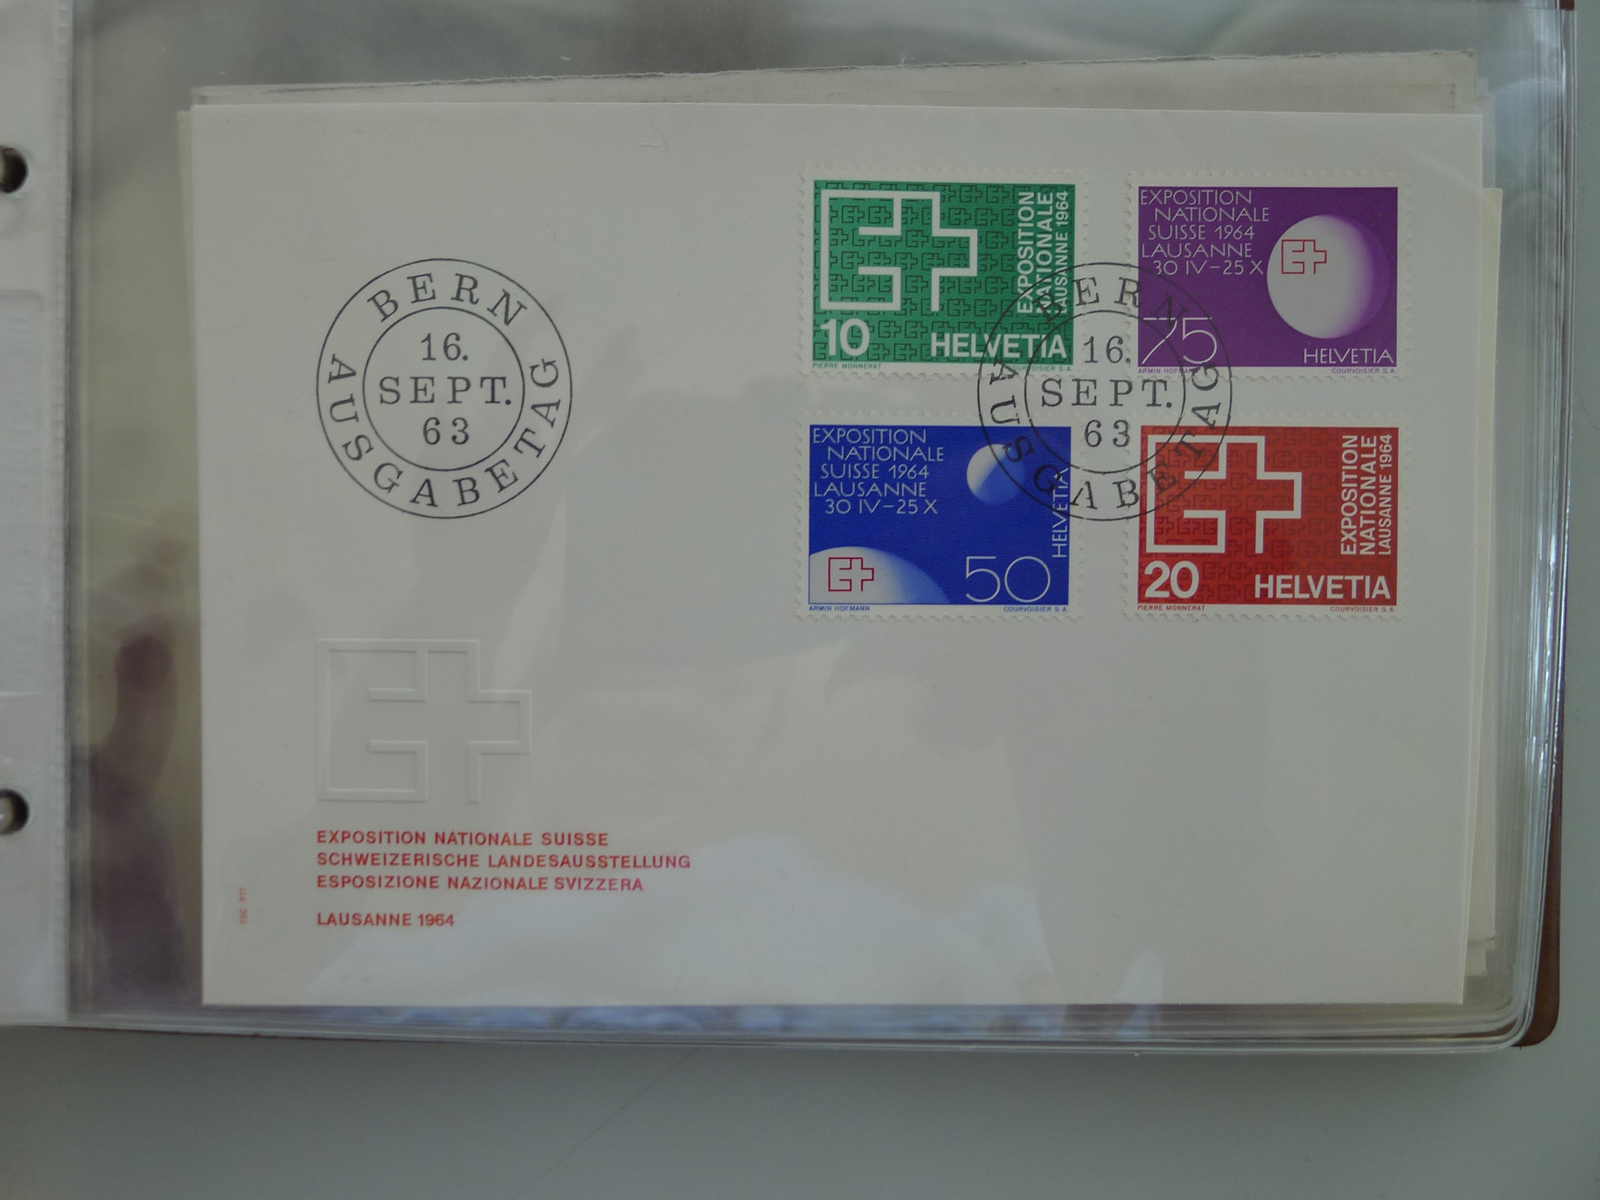 BERN
16.
SEPT.
63
AUSGABETAG
EXPOSITION
NATIONALE
LAUSANNE 1964
10
HELVETIA
PIERRE MONNERAT
COURVOISIER S.A.
EXPOSITION
NATIONALE
SUISSE 1964
LAUSANNE
30 IV–25 X
75
HELVETIA
ARMIN HOFMANN
COURVOISIER S.A.
BERN
16.
SEPT.
63
AUSGABETAG
EXPOSITION
NATIONALE
SUISSE 1964
LAUSANNE
30 IV–25 X
HELVETIA
50
ARMIN HOFMANN
COURVOISIER S.A.
EXPOSITION
NATIONALE
LAUSANNE 1964
20
HELVETIA
PIERRE MONNERAT
COURVOISIER S.A.
EXPOSITION NATIONALE SUISSE
SCHWEIZERISCHE LANDESAUSSTELLUNG
ESPOSIZIONE NAZIONALE SVIZZERA
LAUSANNE 1964